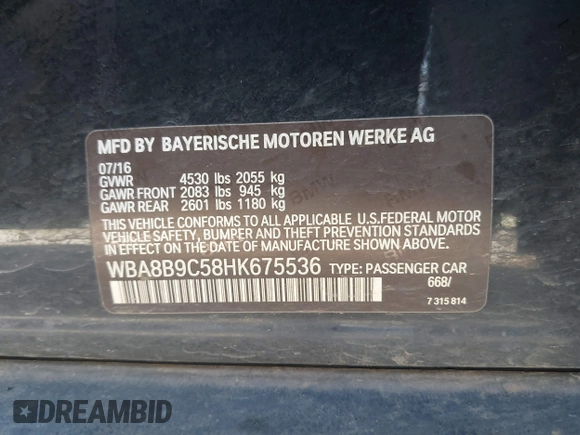 MFD BY BAYERISCHE MOTOREN WERKE AG
07/16
GVWR 4530 lbs 2055 kg
GAWR FRONT 2083 lbs 945 kg
GAWR REAR 2601 lbs 1180 kg
THIS VEHICLE CONFORMS TO ALL APPLICABLE U.S.FEDERAL MOTOR
VEHICLE SAFETY, BUMPER, AND THEFT PREVENTION STANDARDS
IN EFFECT ON THE DATE OF MANUFACTURE SHOWN ABOVE.
WBA8B9C58HK675536 TYPE: PASSENGER CAR
668/
7 315 814
DREAMBID